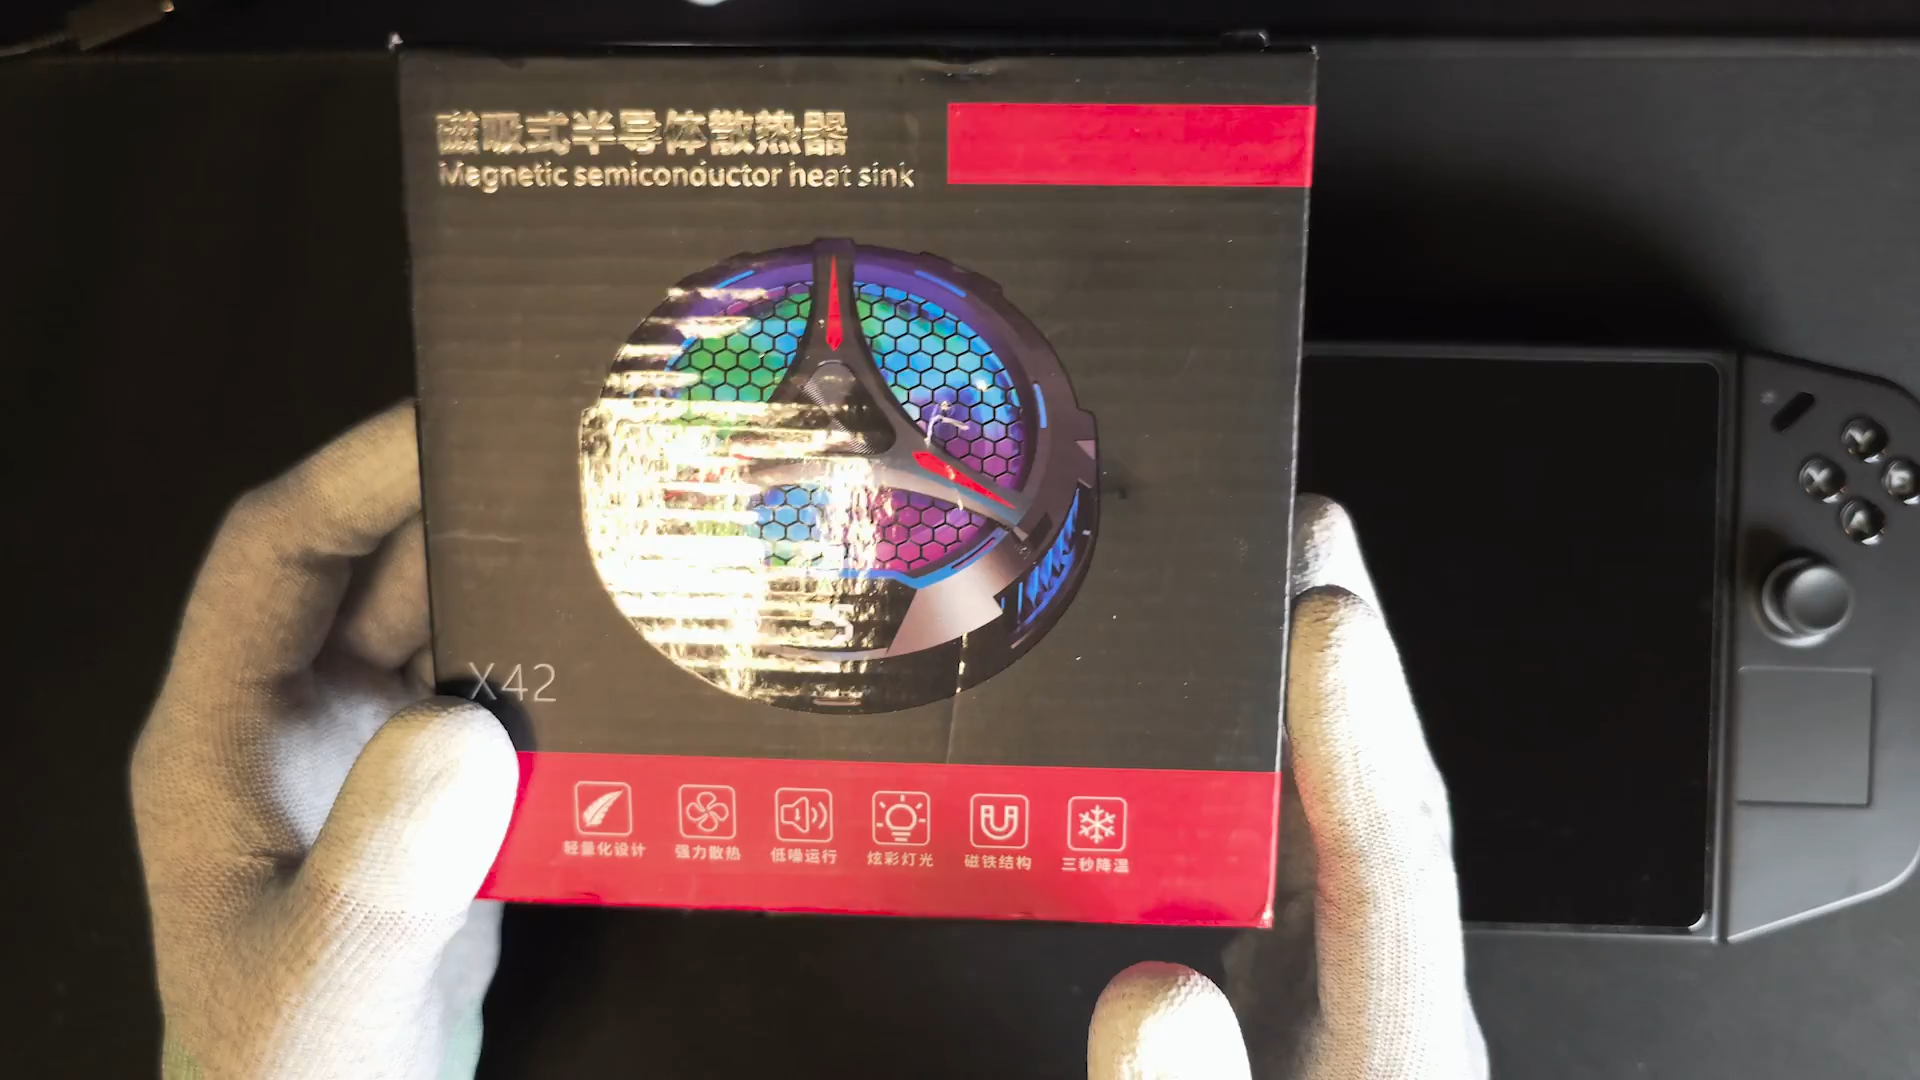 磁吸式半导体散热器
Magnetic semiconductor heat sink
X42
轻量化设计
强力散热
低噪运行
炫彩灯光
磁铁结构
三秒降温